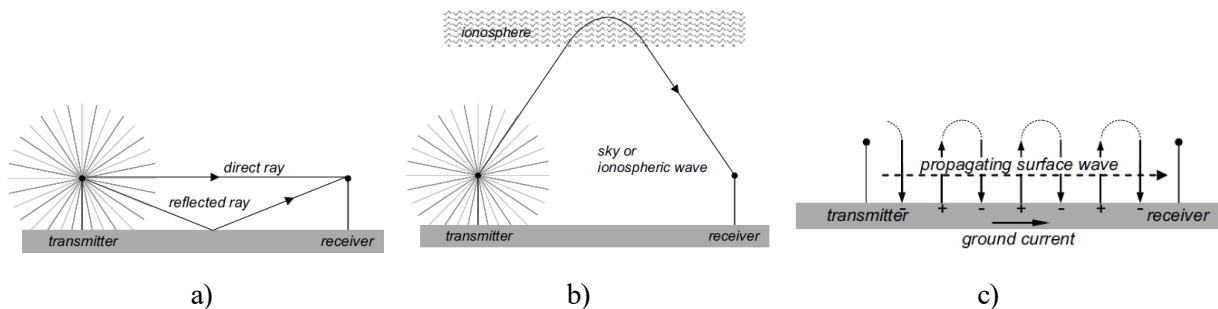 direct ray
reflected ray
transmitter
receiver
a)
ionosphere
sky or
ionospheric wave
transmitter
receiver
b)
propagating surface wave
- + - + - + -
transmitter
receiver
ground current
c)